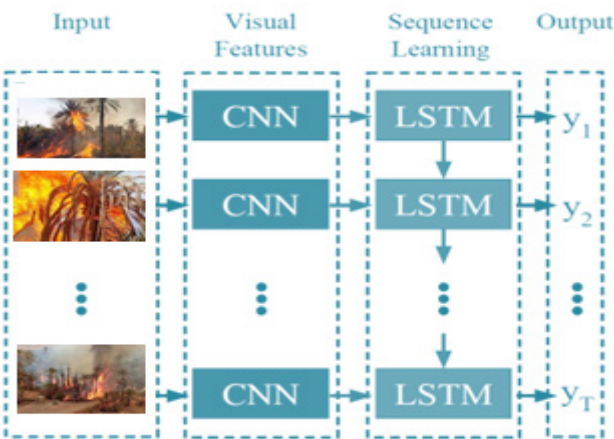 Input
Visual
Features
Sequence
Learning
Output
CNN
LSTM
y1
CNN
LSTM
y2
CNN
LSTM
yT